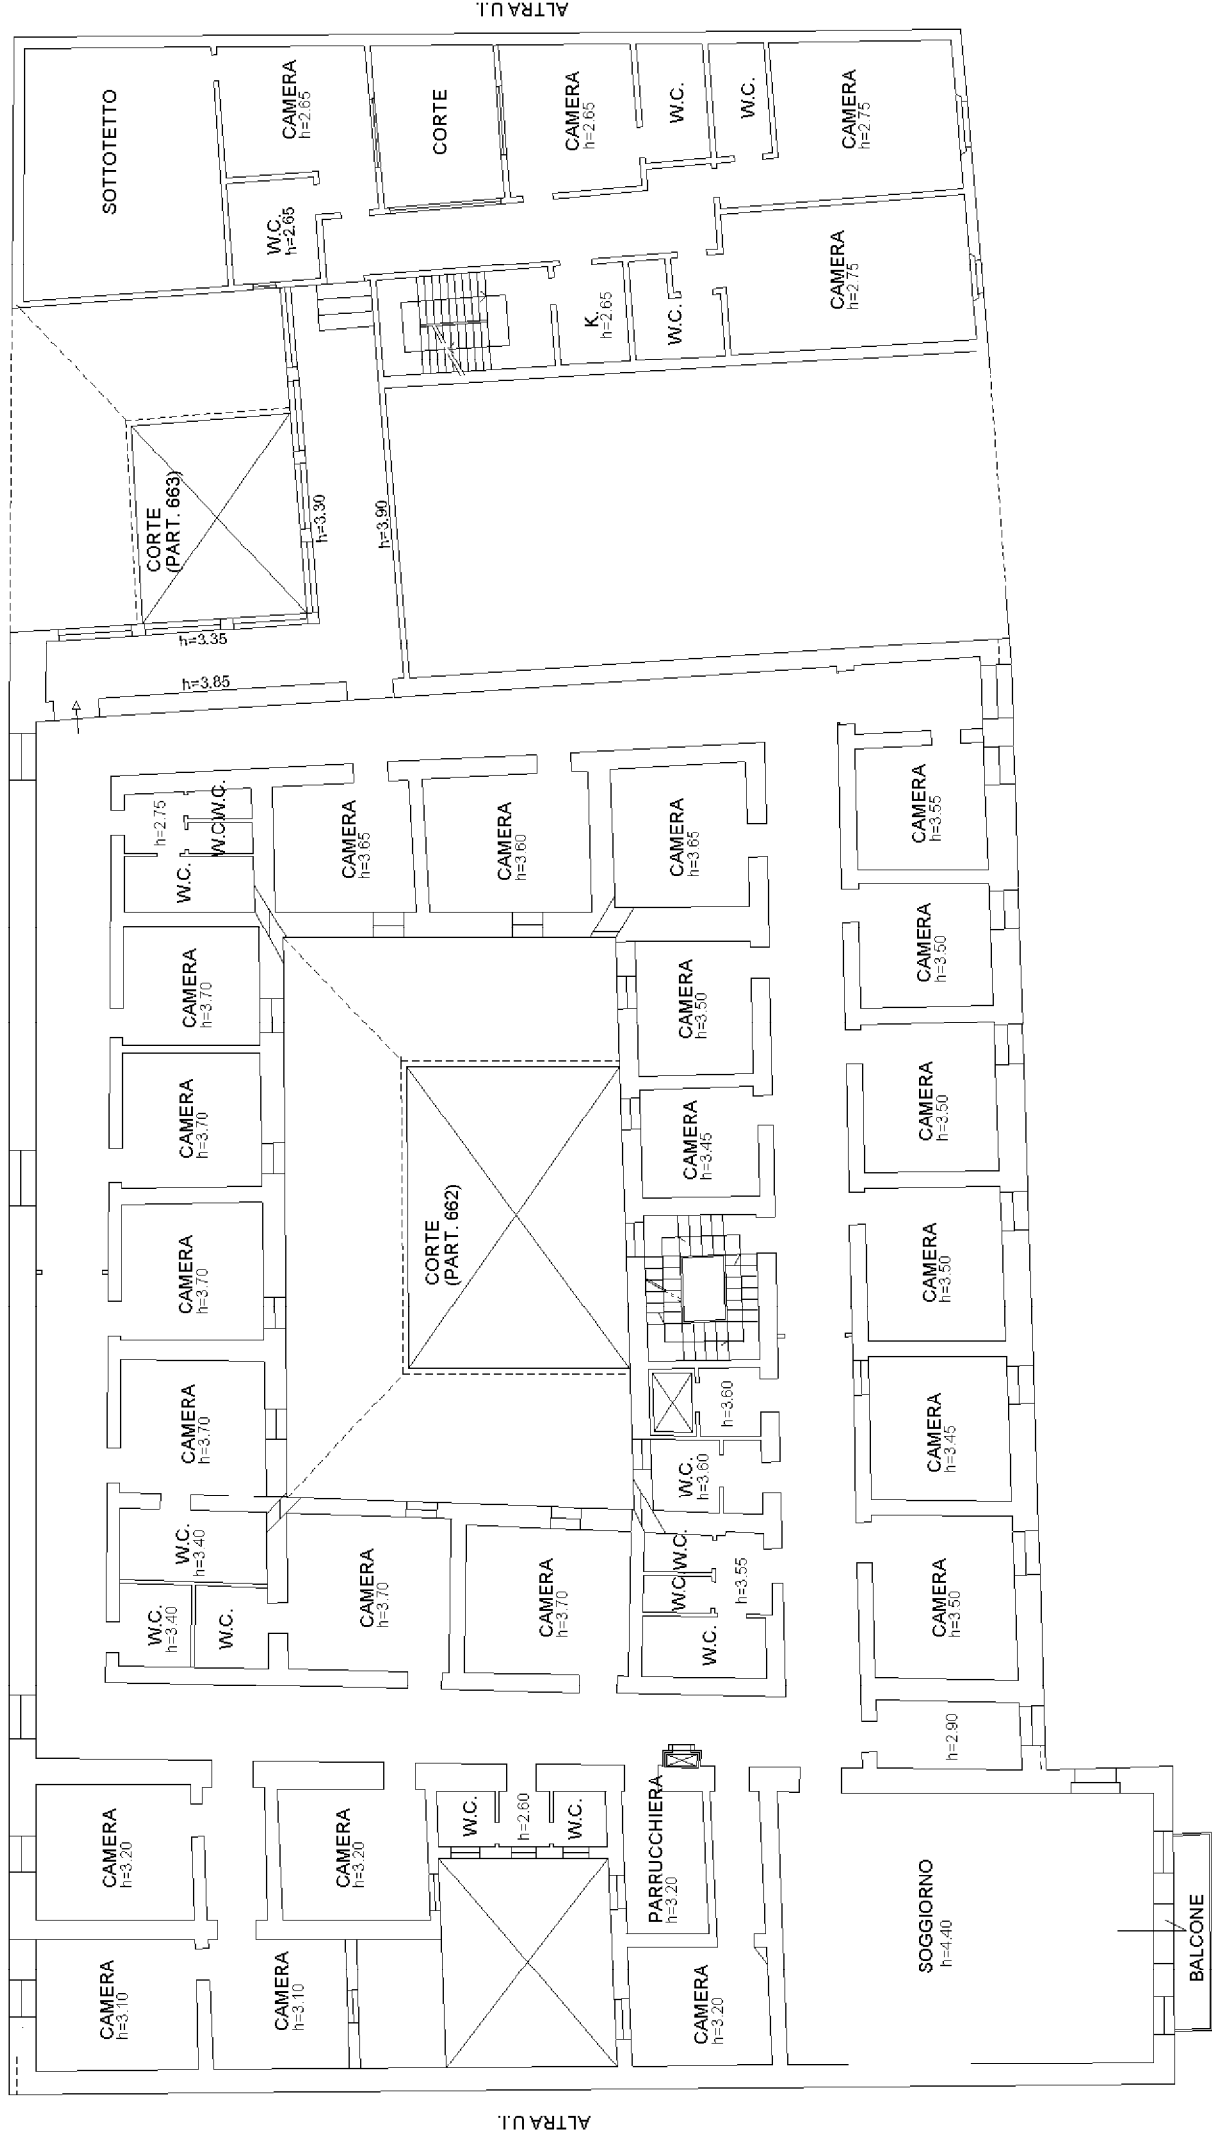 ALTRA U.I.
SOTTOTETTO
CAMERA
h=2.65
CORTE
CAMERA
h=2.65
W.C.
W.C.
CAMERA
h=2.75
W.C.
h=2.65
CAMERA
h=2.75
K
h=2.65
W.C.
CORTE
(PART. 663)
h=3.30
h=3.90
h=3.35
h=3.85
h=2.75
W.C.
W.C.
W.C.
CAMERA
h=3.65
CAMERA
h=3.60
CAMERA
h=3.65
CAMERA
h=3.55
CAMERA
h=3.70
CAMERA
h=3.50
CAMERA
h=3.50
CAMERA
h=3.70
CAMERA
h=3.45
CAMERA
h=3.50
CORTE
(PART. 662)
CAMERA
h=3.70
CAMERA
h=3.50
CAMERA
h=3.70
h=3.60
CAMERA
h=3.45
W.C.
h=3.60
W.C.
h=3.40
W.C.
h=3.40
W.C.
CAMERA
h=3.70
CAMERA
h=3.70
W.C.
W.C.
h=3.55
W.C.
CAMERA
h=3.50
h=2.90
CAMERA
h=3.20
CAMERA
h=3.20
W.C.
h=2.60
W.C.
PARRUCCHIERA
h=3.20
CAMERA
h=3.10
CAMERA
h=3.10
CAMERA
h=3.20
SOGGIORNO
h=4.40
BALCONE
ALTRA U.I.